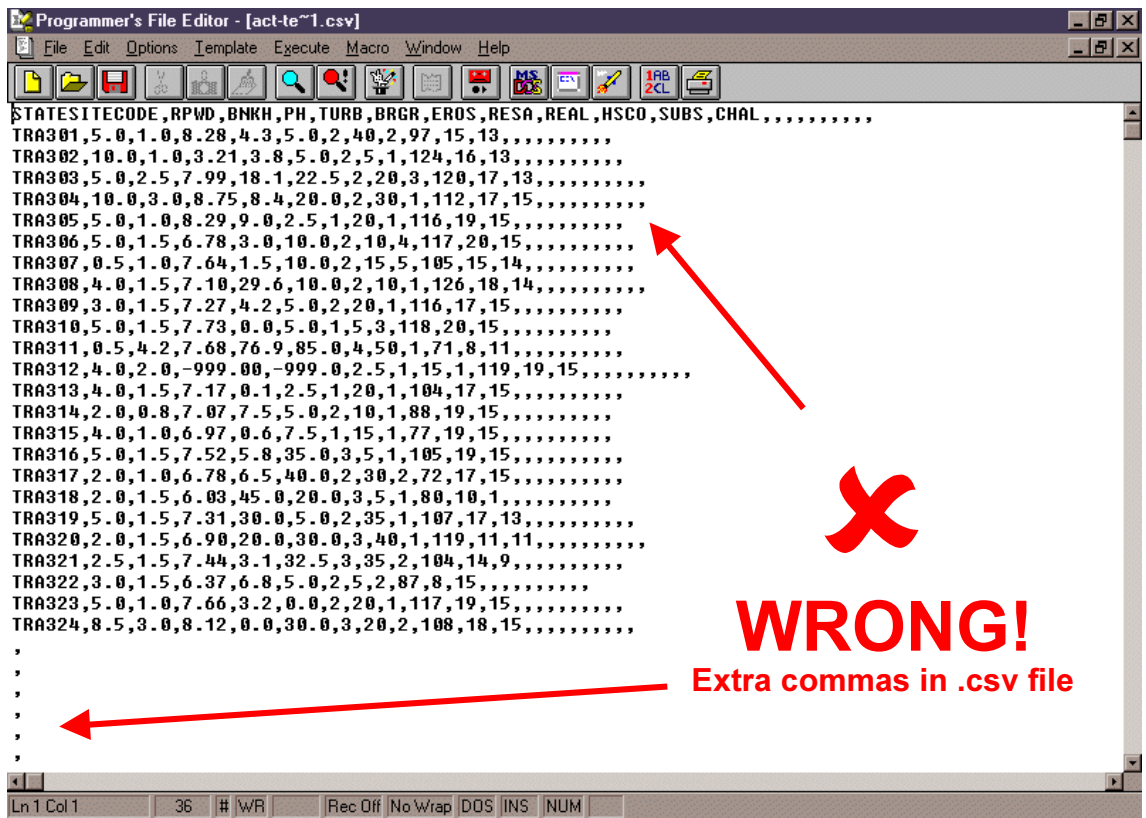 Programmer's File Editor - [act-te~1.csv]
File Edit Options Template Execute Macro Window Help
MS DOS 1AB 2CL
STATESITECODE,RPWD,BNKH,PH,TURB,BRGR,EROS,RESA,REAL,HSCO,SUBS,CHAL,,,,,,,,,,
TRA301,5.0,1.0,8.28,4.3,5.0,2,40,2,97,15,13,,,,,,,,,,
TRA302,10.0,1.0,3.21,3.8,5.0,2,5,1,124,16,13,,,,,,,,,,
TRA303,5.0,2.5,7.99,18.1,22.5,2,20,3,120,17,13,,,,,,,,,,
TRA304,10.0,3.0,8.75,8.4,20.0,2,30,1,112,17,15,,,,,,,,,,
TRA305,5.0,1.0,8.29,9.0,2.5,1,20,1,116,19,15,,,,,,,,,,
TRA306,5.0,1.5,6.78,3.0,10.0,2,10,4,117,20,15,,,,,,,,,,
TRA307,0.5,1.0,7.64,1.5,10.0,2,15,5,105,15,14,,,,,,,,,,
TRA308,4.0,1.5,7.10,29.6,10.0,2,10,1,126,18,14,,,,,,,,,,
TRA309,3.0,1.5,7.27,4.2,5.0,2,20,1,116,17,15,,,,,,,,,,
TRA310,5.0,1.5,7.73,0.0,5.0,1,5,3,118,20,15,,,,,,,,,,
TRA311,0.5,4.2,7.68,76.9,85.0,4,50,1,71,8,11,,,,,,,,,,
TRA312,4.0,2.0,-999.00,-999.0,2.5,1,15,1,119,19,15,,,,,,,,,,
TRA313,4.0,1.5,7.17,0.1,2.5,1,20,1,104,17,15,,,,,,,,,,
TRA314,2.0,0.8,7.07,7.5,5.0,2,10,1,88,19,15,,,,,,,,,,
TRA315,4.0,1.0,6.97,0.6,7.5,1,15,1,77,19,15,,,,,,,,,,
TRA316,5.0,1.5,7.52,5.8,35.0,3,5,1,105,19,15,,,,,,,,,,
TRA317,2.0,1.0,6.78,6.5,40.0,2,30,2,72,17,15,,,,,,,,,,
TRA318,2.0,1.5,6.03,45.0,20.0,3,5,1,80,10,1,,,,,,,,,,
TRA319,5.0,1.5,7.31,30.0,5.0,2,35,1,107,17,13,,,,,,,,,,
TRA320,2.0,1.5,6.90,20.0,30.0,3,40,1,119,11,11,,,,,,,,,,
TRA321,2.5,1.5,7.44,3.1,32.5,3,35,2,104,14,9,,,,,,,,,,
TRA322,3.0,1.5,6.37,6.8,5.0,2,5,2,87,8,15,,,,,,,,,,
TRA323,5.0,1.0,7.66,3.2,0.0,2,20,1,117,19,15,,,,,,,,,,
TRA324,8.5,3.0,8.12,0.0,30.0,3,20,2,108,18,15,,,,,,,,,,
,
,
,
,
,
,
WRONG!
Extra commas in .csv file
Ln 1 Col 1 36 # WR Rec Off No Wrap DOS INS NUM